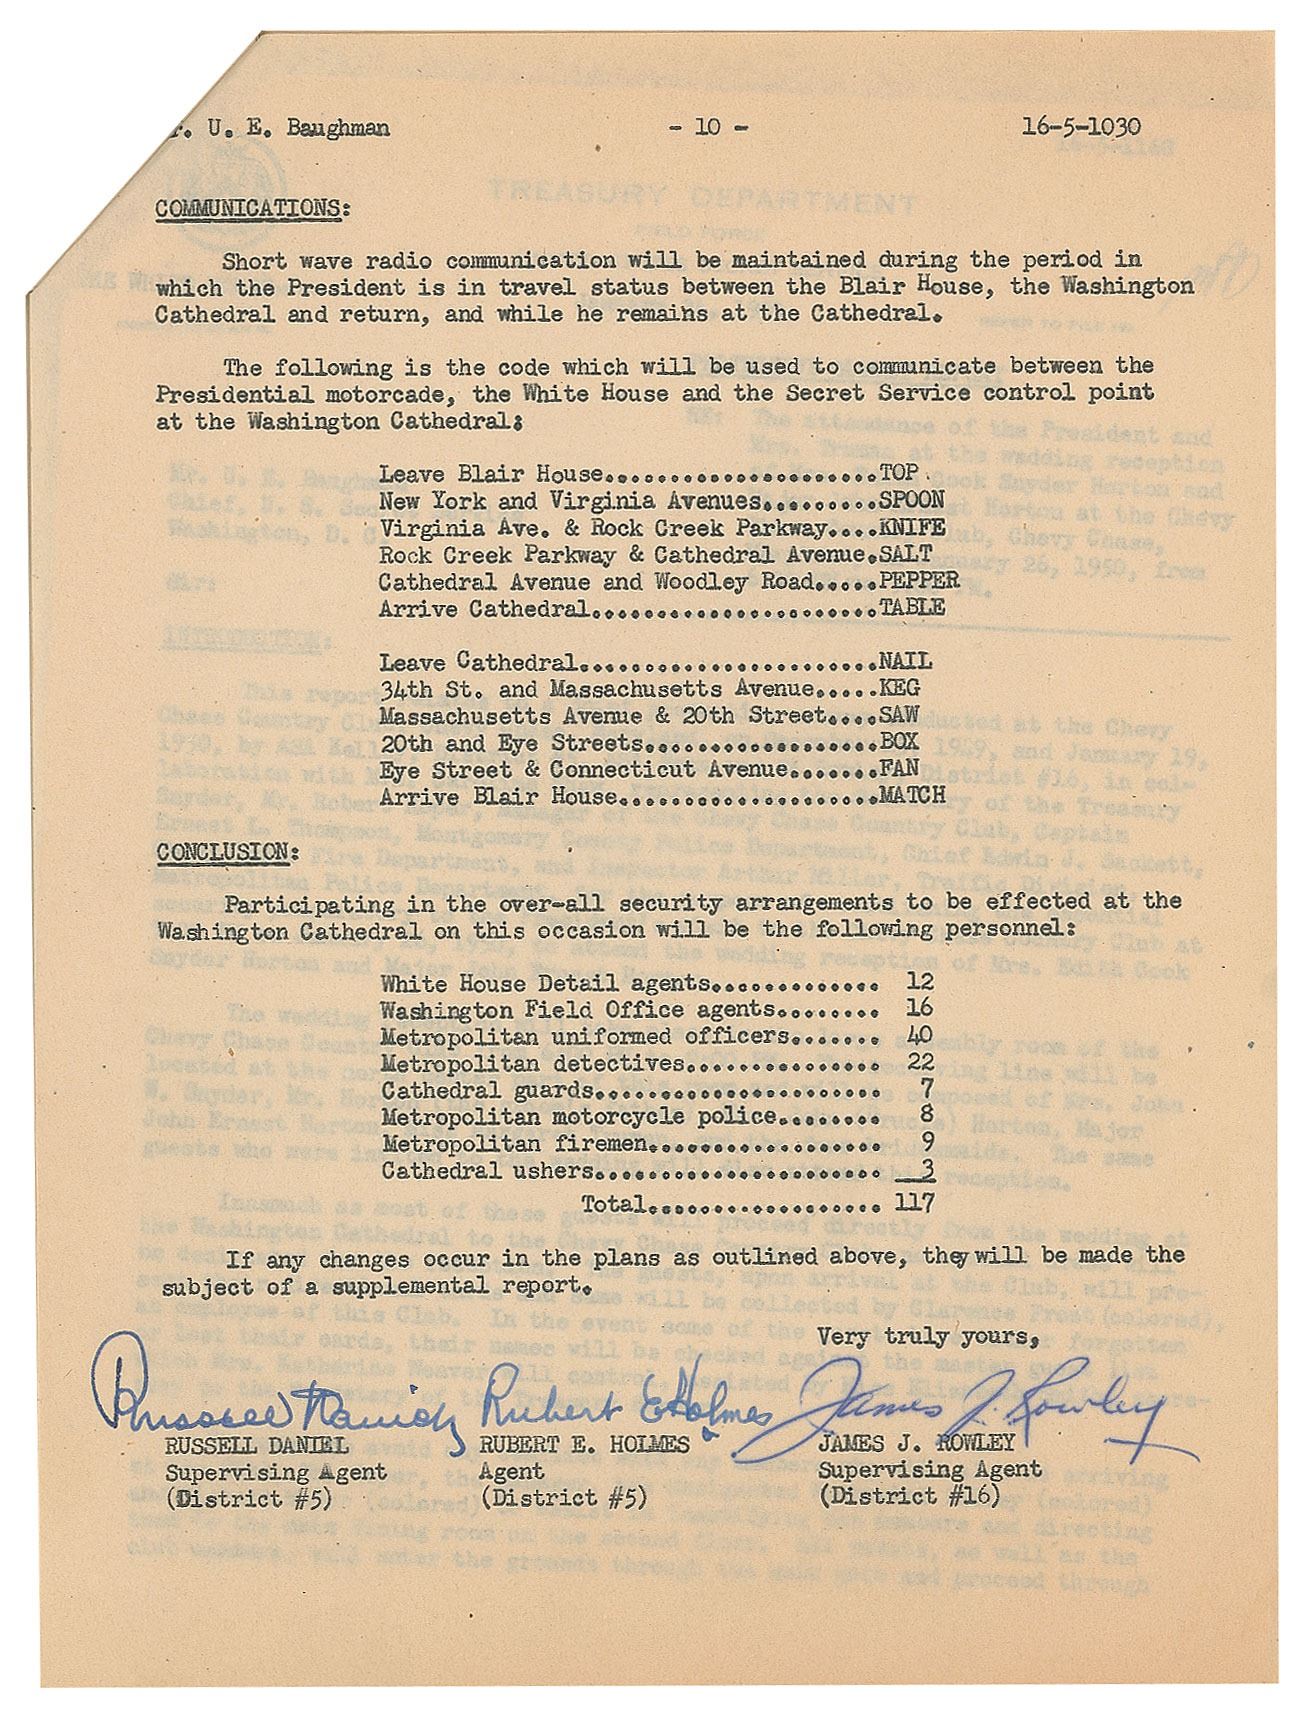 r. U. E. Baughman - 10 - 16-5-1030
COMMUNICATIONS:
Short wave radio communication will be maintained during the period in
which the President is in travel status between the Blair House, the Washington
Cathedral and return, and while he remains at the Cathedral.
The following is the code which will be used to communicate between the
Presidential motorcade, the White House and the Secret Service control point
at the Washington Cathedral:
Leave Blair House.....................TOP
New York and Virginia Avenues.........SPOON
Virginia Ave. & Rock Creek Parkway....KNIFE
Rock Creek Parkway & Cathedral Avenue.SALT
Cathedral Avenue and Woodley Road.....PEPPER
Arrive Cathedral......................TABLE
Leave Cathedral.......................NAIL
34th St. and Massachusetts Avenue.....KEG
Massachusetts Avenue & 20th Street....SAW
20th and Eye Streets..................BOX
Eye Street & Connecticut Avenue.......FAN
Arrive Blair House....................MATCH
CONCLUSION:
Participating in the over-all security arrangements to be effected at the
Washington Cathedral on this occasion will be the following personnel:
White House Detail agents............. 12
Washington Field Office agents........ 16
Metropolitan uniformed officers....... 40
Metropolitan detectives............... 22
Cathedral guards...................... 7
Metropolitan motorcycle police........ 8
Metropolitan firemen.................. 9
Cathedral ushers...................... 3
Total.................. 117
If any changes occur in the plans as outlined above, they will be made the
subject of a supplemental report.
Very truly yours,
Russell Daniel Rubert E Holmes James J. Rowley
RUSSELL DANIEL RUBERT E. HOLMES JAMES J. ROWLEY
Supervising Agent Agent Supervising Agent
(District #5) (District #5) (District #16)